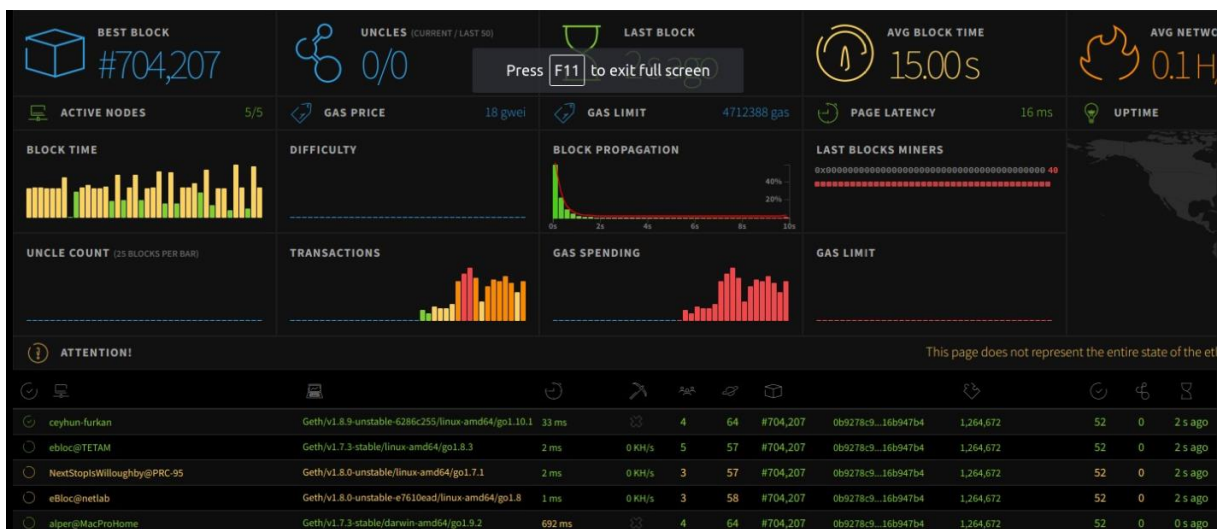 BEST BLOCK
#704,207
UNCLES (CURRENT / LAST 50)
0/0
LAST BLOCK
2 s ago
Press F11 to exit full screen
AVG BLOCK TIME
15.00 s
AVG NETWO
0.1 H/
ACTIVE NODES 5/5
GAS PRICE 18 gwei
GAS LIMIT 4712388 gas
PAGE LATENCY 16 ms
UPTIME
BLOCK TIME
DIFFICULTY
BLOCK PROPAGATION
40%
20%
0s 2s 4s 6s 8s 10s
LAST BLOCKS MINERS
0x0000000000000000000000000000000000000000 40
UNCLE COUNT (25 BLOCKS PER BAR)
TRANSACTIONS
GAS SPENDING
GAS LIMIT
ATTENTION! This page does not represent the entire state of the eth
ceyhun-furkan Geth/v1.8.9-unstable-6286c255/linux-amd64/go1.10.1 33 ms 4 64 #704,207 0b9278c9...16b947b4 1,264,672 52 0 2 s ago
ebloc@TETAM Geth/v1.7.3-stable/linux-amd64/go1.8.3 2 ms 0 KH/s 5 57 #704,207 0b9278c9...16b947b4 1,264,672 52 0 2 s ago
NextStopIsWilloughby@PRC-95 Geth/v1.8.0-unstable/linux-amd64/go1.7.1 2 ms 0 KH/s 3 57 #704,207 0b9278c9...16b947b4 1,264,672 52 0 2 s ago
eBloc@netlab Geth/v1.8.0-unstable-e7610ead/linux-amd64/go1.8 1 ms 0 KH/s 3 58 #704,207 0b9278c9...16b947b4 1,264,672 52 0 2 s ago
alper@MacProHome Geth/v1.7.3-stable/darwin-amd64/go1.9.2 692 ms 4 64 #704,207 0b9278c9...16b947b4 1,264,672 52 0 0 s ago